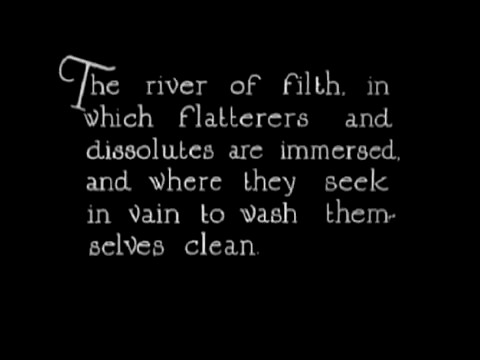 The river of filth, in
which flatterers and
dissolutes are immersed,
and where they seek
in vain to wash them-
selves clean.